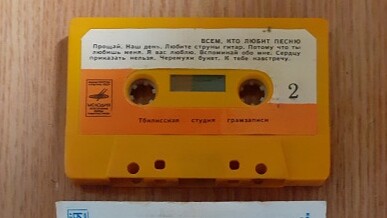 ВСЕМ, КТО ЛЮБИТ ПЕСНЮ
Прощай. Наш день. Любите струны гитар. Потому что ты
любишь меня. Я вас люблю. Вспоминай обо мне. Сердцу
приказать нельзя. Черемухи букет. К тебе навстречу.
МЕЛОДИЯ
2
Тбилисская студия грамзаписи